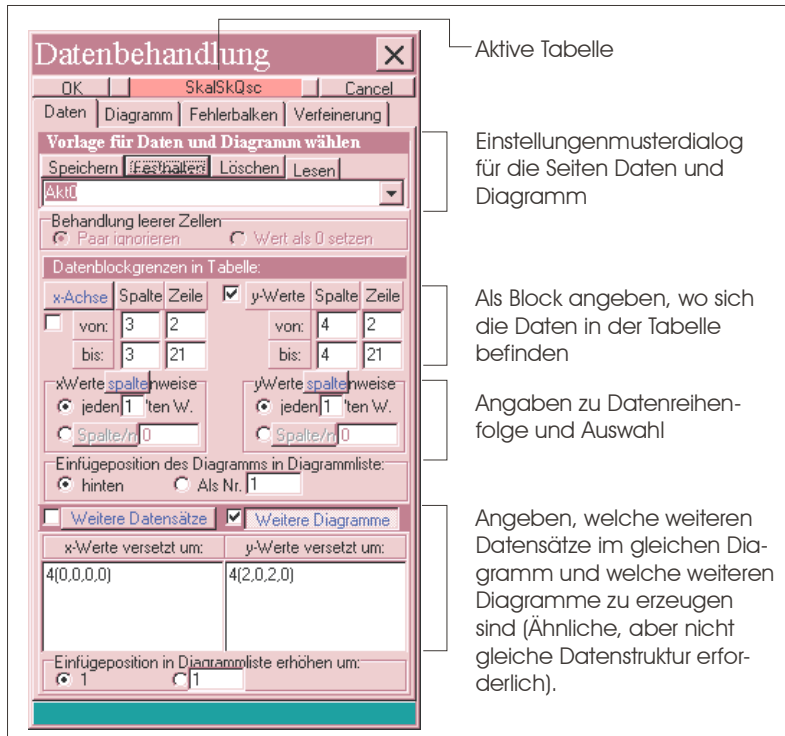 Datenbehandlung
OK SkalSkQsc Cancel
Daten Diagramm Fehlerbalken Verfeinerung
Vorlage für Daten und Diagramm wählen
Speichern Festhalten Löschen Lesen
Akt0
Behandlung leerer Zellen
Paar ignorieren Wert als 0 setzen
Datenblockgrenzen in Tabelle:
x-Achse Spalte Zeile y-Werte Spalte Zeile
von: 3 2 von: 4 2
bis: 3 21 bis: 4 21
xWerte spaltenweise yWerte spaltenweise
jeden 1 'ten W. jeden 1 'ten W.
Spalte/n 0 Spalte/n 0
Einfügeposition des Diagramms in Diagrammliste:
hinten Als Nr. 1
Weitere Datensätze Weitere Diagramme
x-Werte versetzt um: y-Werte versetzt um:
4(0,0,0,0) 4(2,0,2,0)
Einfügeposition in Diagrammliste erhöhen um:
1 1
Aktive Tabelle
Einstellungenmusterdialog
für die Seiten Daten und
Diagramm
Als Block angeben, wo sich
die Daten in der Tabelle
befinden
Angaben zu Datenreihen-
folge und Auswahl
Angeben, welche weiteren
Datensätze im gleichen Dia-
gramm und welche weiteren
Diagramme zu erzeugen
sind (Ähnliche, aber nicht
gleiche Datenstruktur erfor-
derlich).